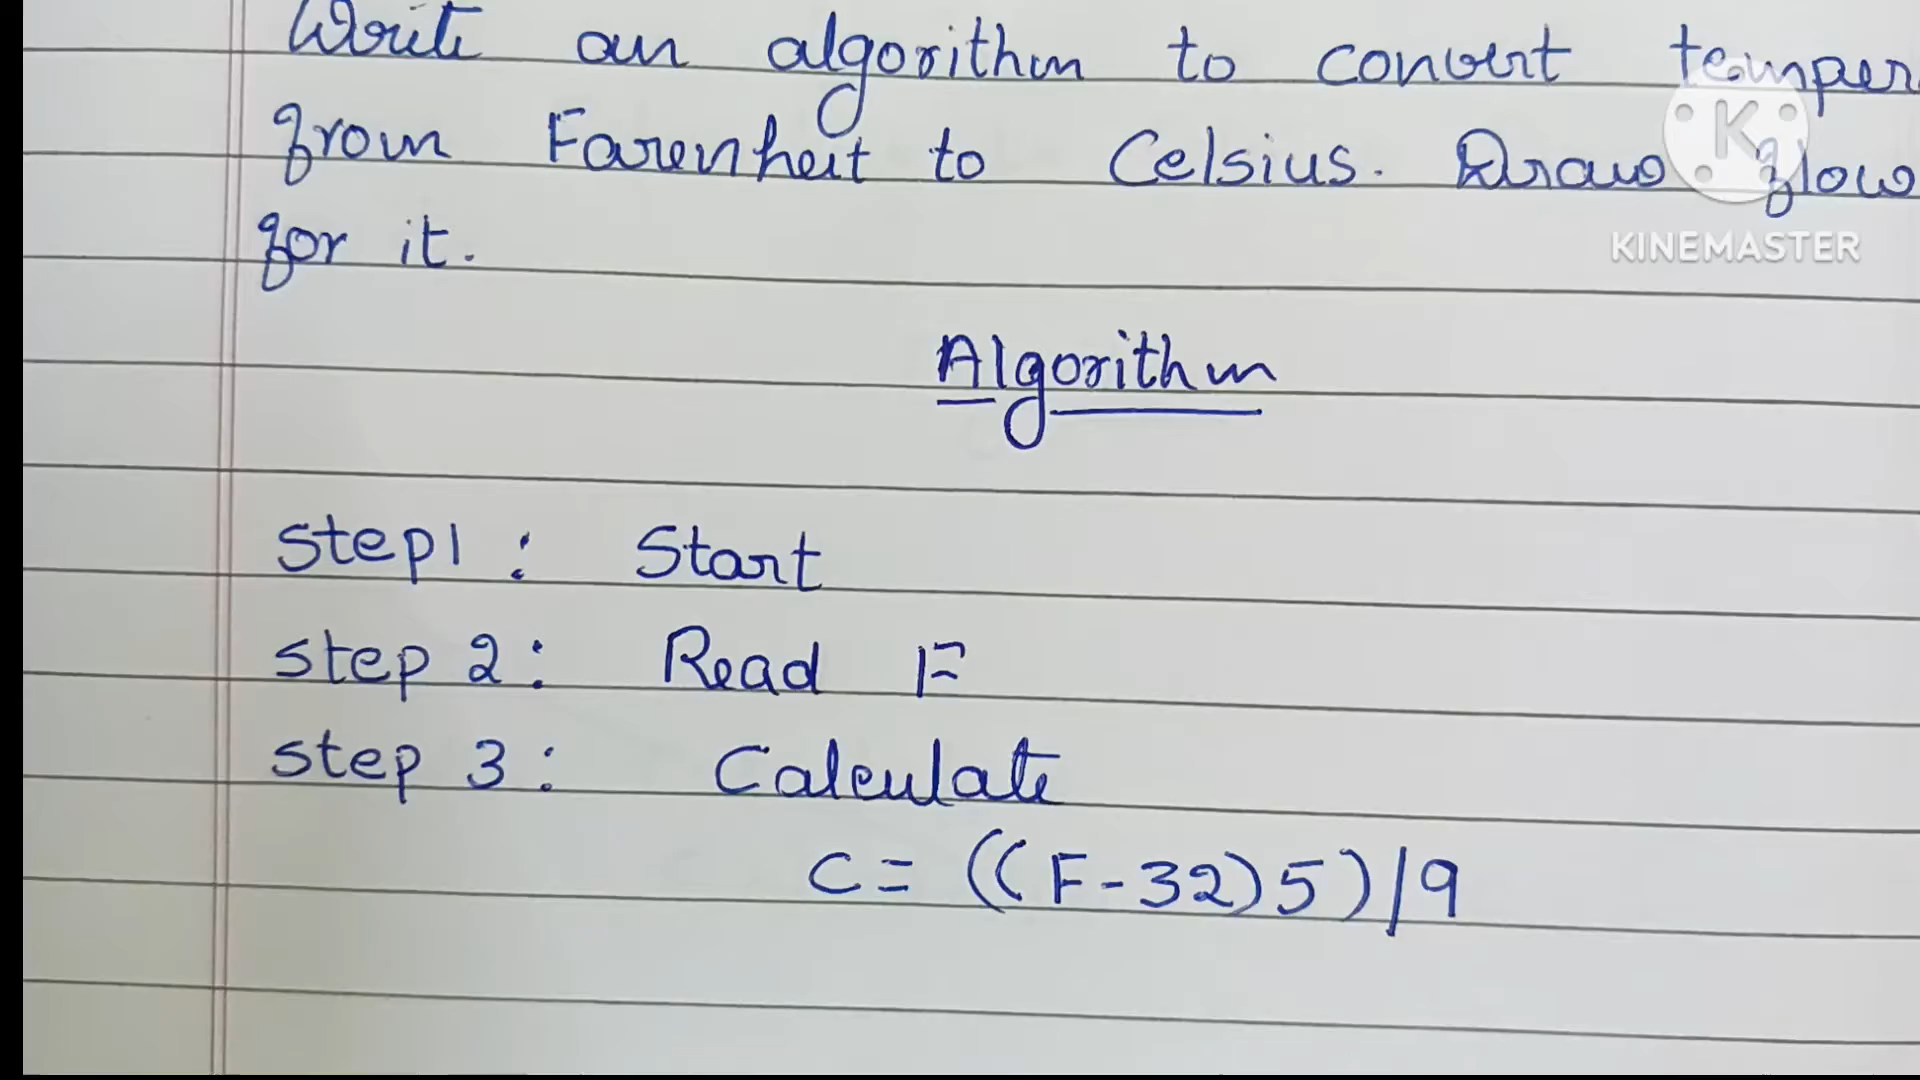 Write an algorithm to convert temper
from Farenheit to Celsius. Draw flow
for it.
KINEMASTER
Algorithm
Step1 : Start
Step 2 : Read F
Step 3 : Calculate
C = ((F-32)5)/9